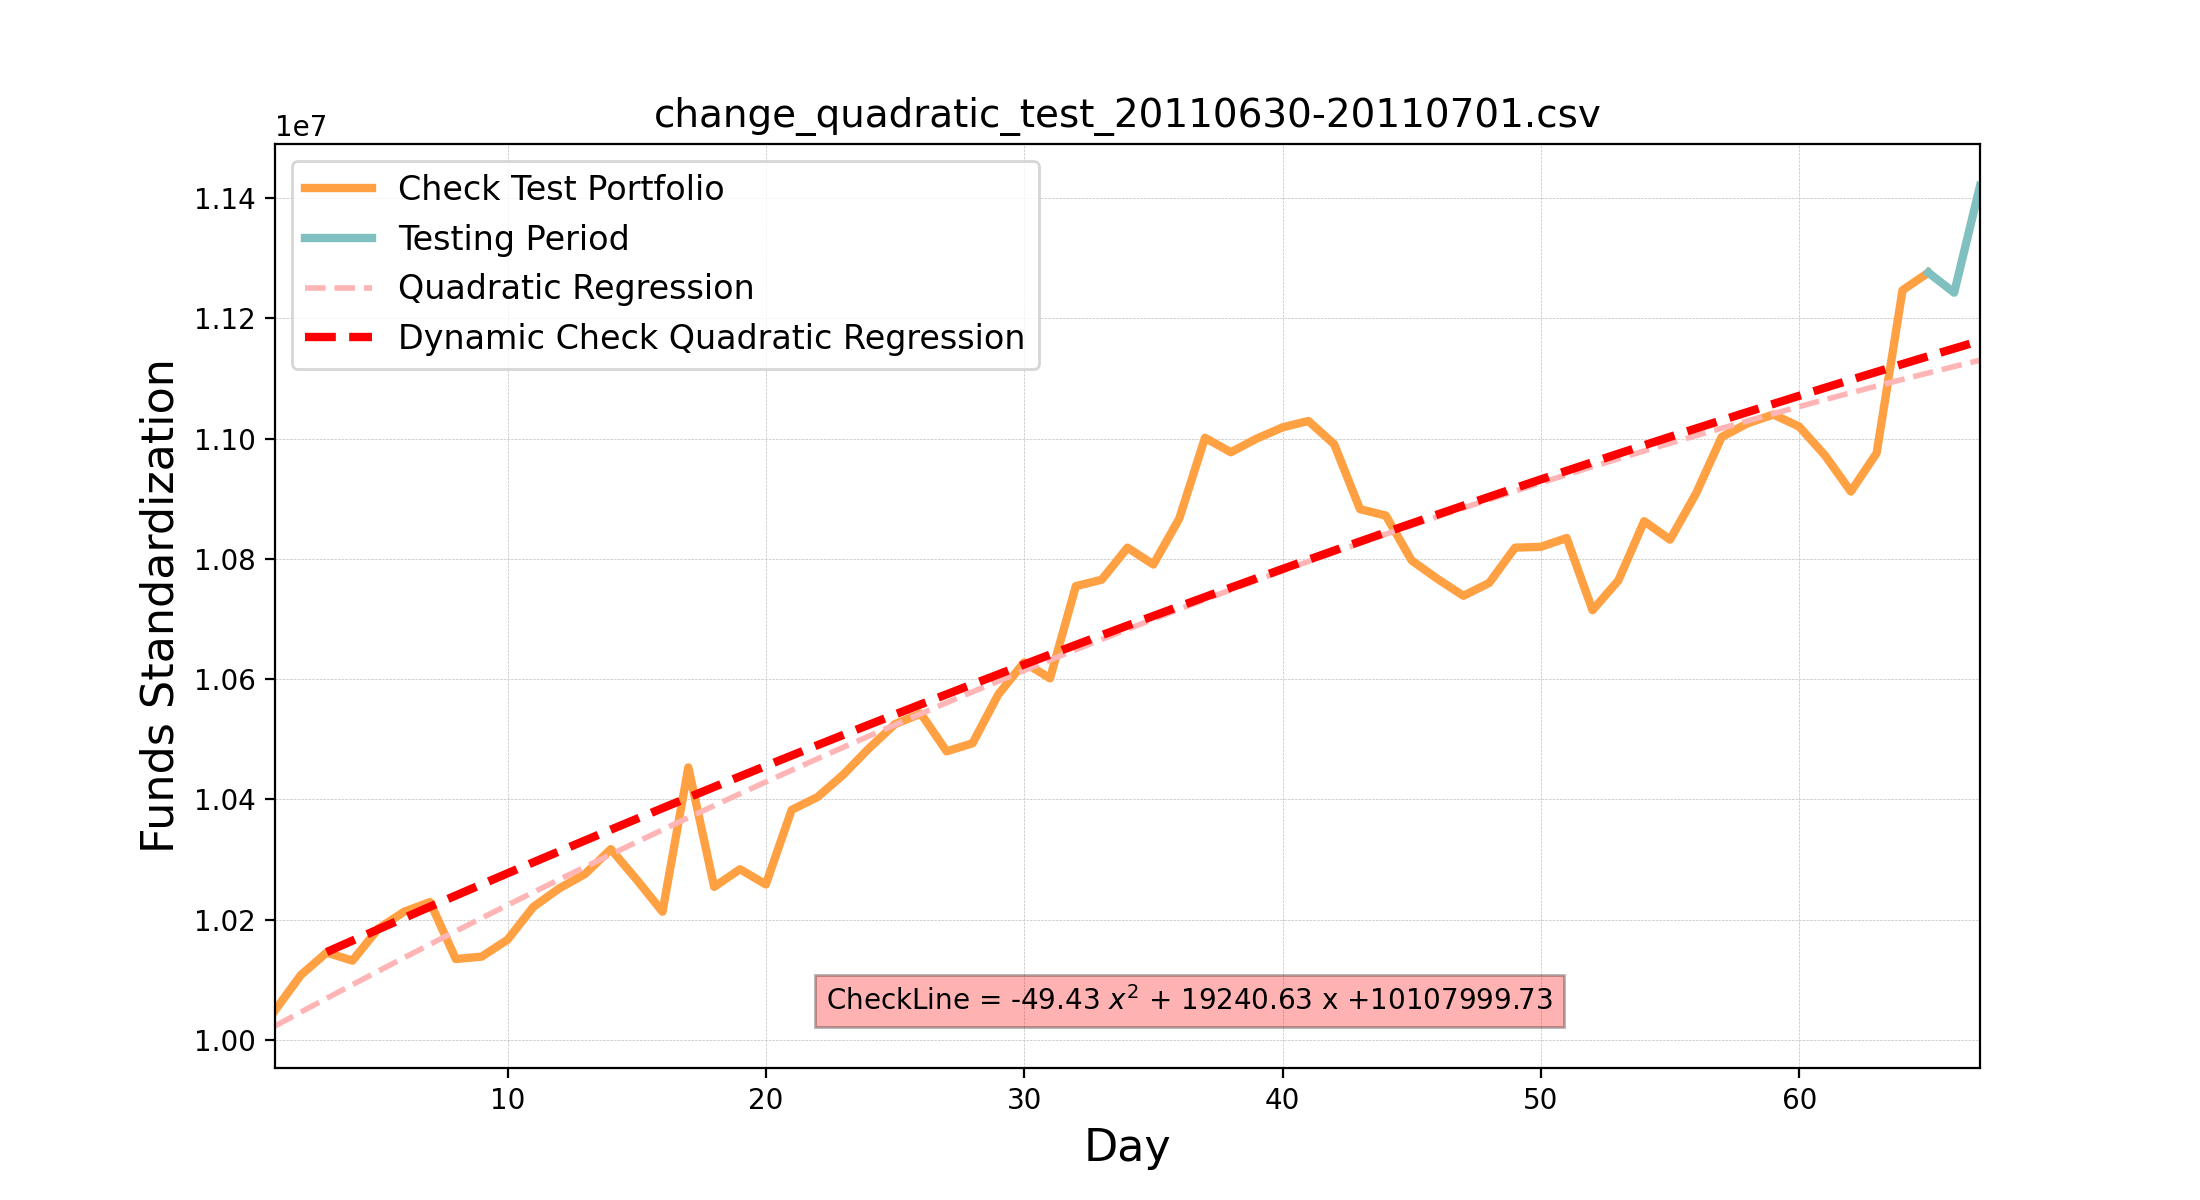 change_quadratic_test_20110630-20110701.csv
1e7
Check Test Portfolio
Testing Period
Quadratic Regression
Dynamic Check Quadratic Regression
1.14
1.12
1.10
1.08
1.06
1.04
1.02
1.00
Funds Standardization
CheckLine = -49.43 x² + 19240.63 x +10107999.73
10 20 30 40 50 60
Day